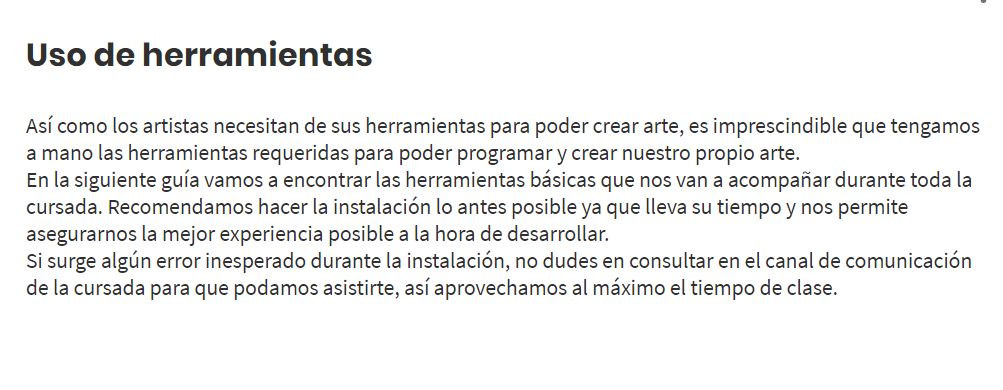 Uso de herramientas
Así como los artistas necesitan de sus herramientas para poder crear arte, es imprescindible que tengamos
a mano las herramientas requeridas para poder programar y crear nuestro propio arte.
En la siguiente guía vamos a encontrar las herramientas básicas que nos van a acompañar durante toda la
cursada. Recomendamos hacer la instalación lo antes posible ya que lleva su tiempo y nos permite
asegurarnos la mejor experiencia posible a la hora de desarrollar.
Si surge algún error inesperado durante la instalación, no dudes en consultar en el canal de comunicación
de la cursada para que podamos asistirte, así aprovechamos al máximo el tiempo de clase.